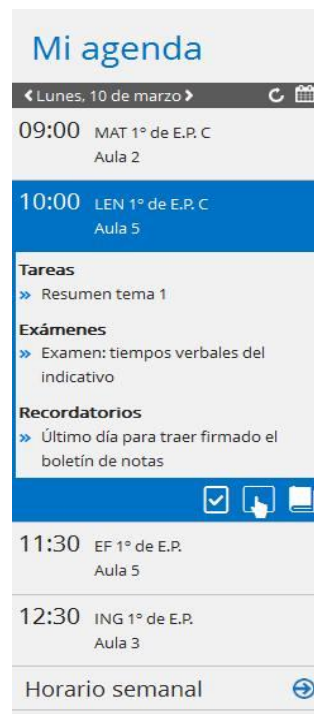 Mi agenda
Lunes, 10 de marzo
09:00 MAT 1º de E.P. C
Aula 2
10:00 LEN 1º de E.P. C
Aula 5
Tareas
» Resumen tema 1
Exámenes
» Examen: tiempos verbales del
indicativo
Recordatorios
» Último día para traer firmado el
boletín de notas
11:30 EF 1º de E.P.
Aula 5
12:30 ING 1º de E.P.
Aula 3
Horario semanal